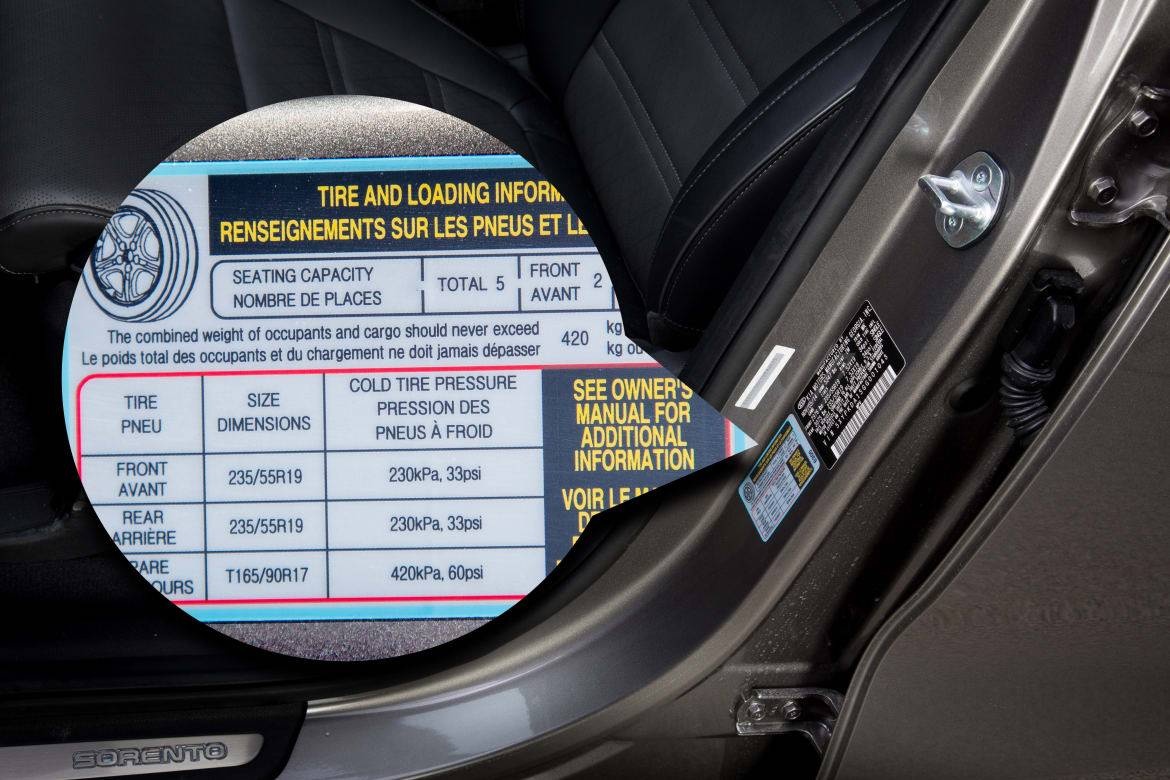 TIRE AND LOADING
RENSEIGNEMENTS SUR LES PNEUS ET
SEATING CAPACITY
NOMBRE DE PLACES
TOTAL 5
FRONT
AVANT
2
The combined weight of occupants and cargo should never exceed
Le poids total des occupants et du chargement ne doit jamais dépasser
420
kg
kg ou
TIRE
PNEU
SIZE
DIMENSIONS
COLD TIRE PRESSURE
PRESSION DES
PNEUS À FROID
SEE OWNER'S
MANUAL FOR
ADDITIONAL
INFORMATION
VOIR LE
FRONT
AVANT
235/55R19
230kPa, 33psi
REAR
ARRIÈRE
235/55R19
230kPa, 33psi
T165/90R17
420kPa, 60psi
SORENTO